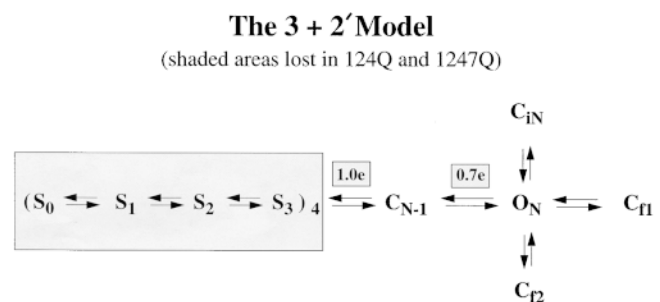 The 3 + 2′ Model
(shaded areas lost in 124Q and 1247Q)
C_iN
1.0e 0.7e
(S_0 S_1 S_2 S_3)_4 C_N-1 O_N C_f1
C_f2